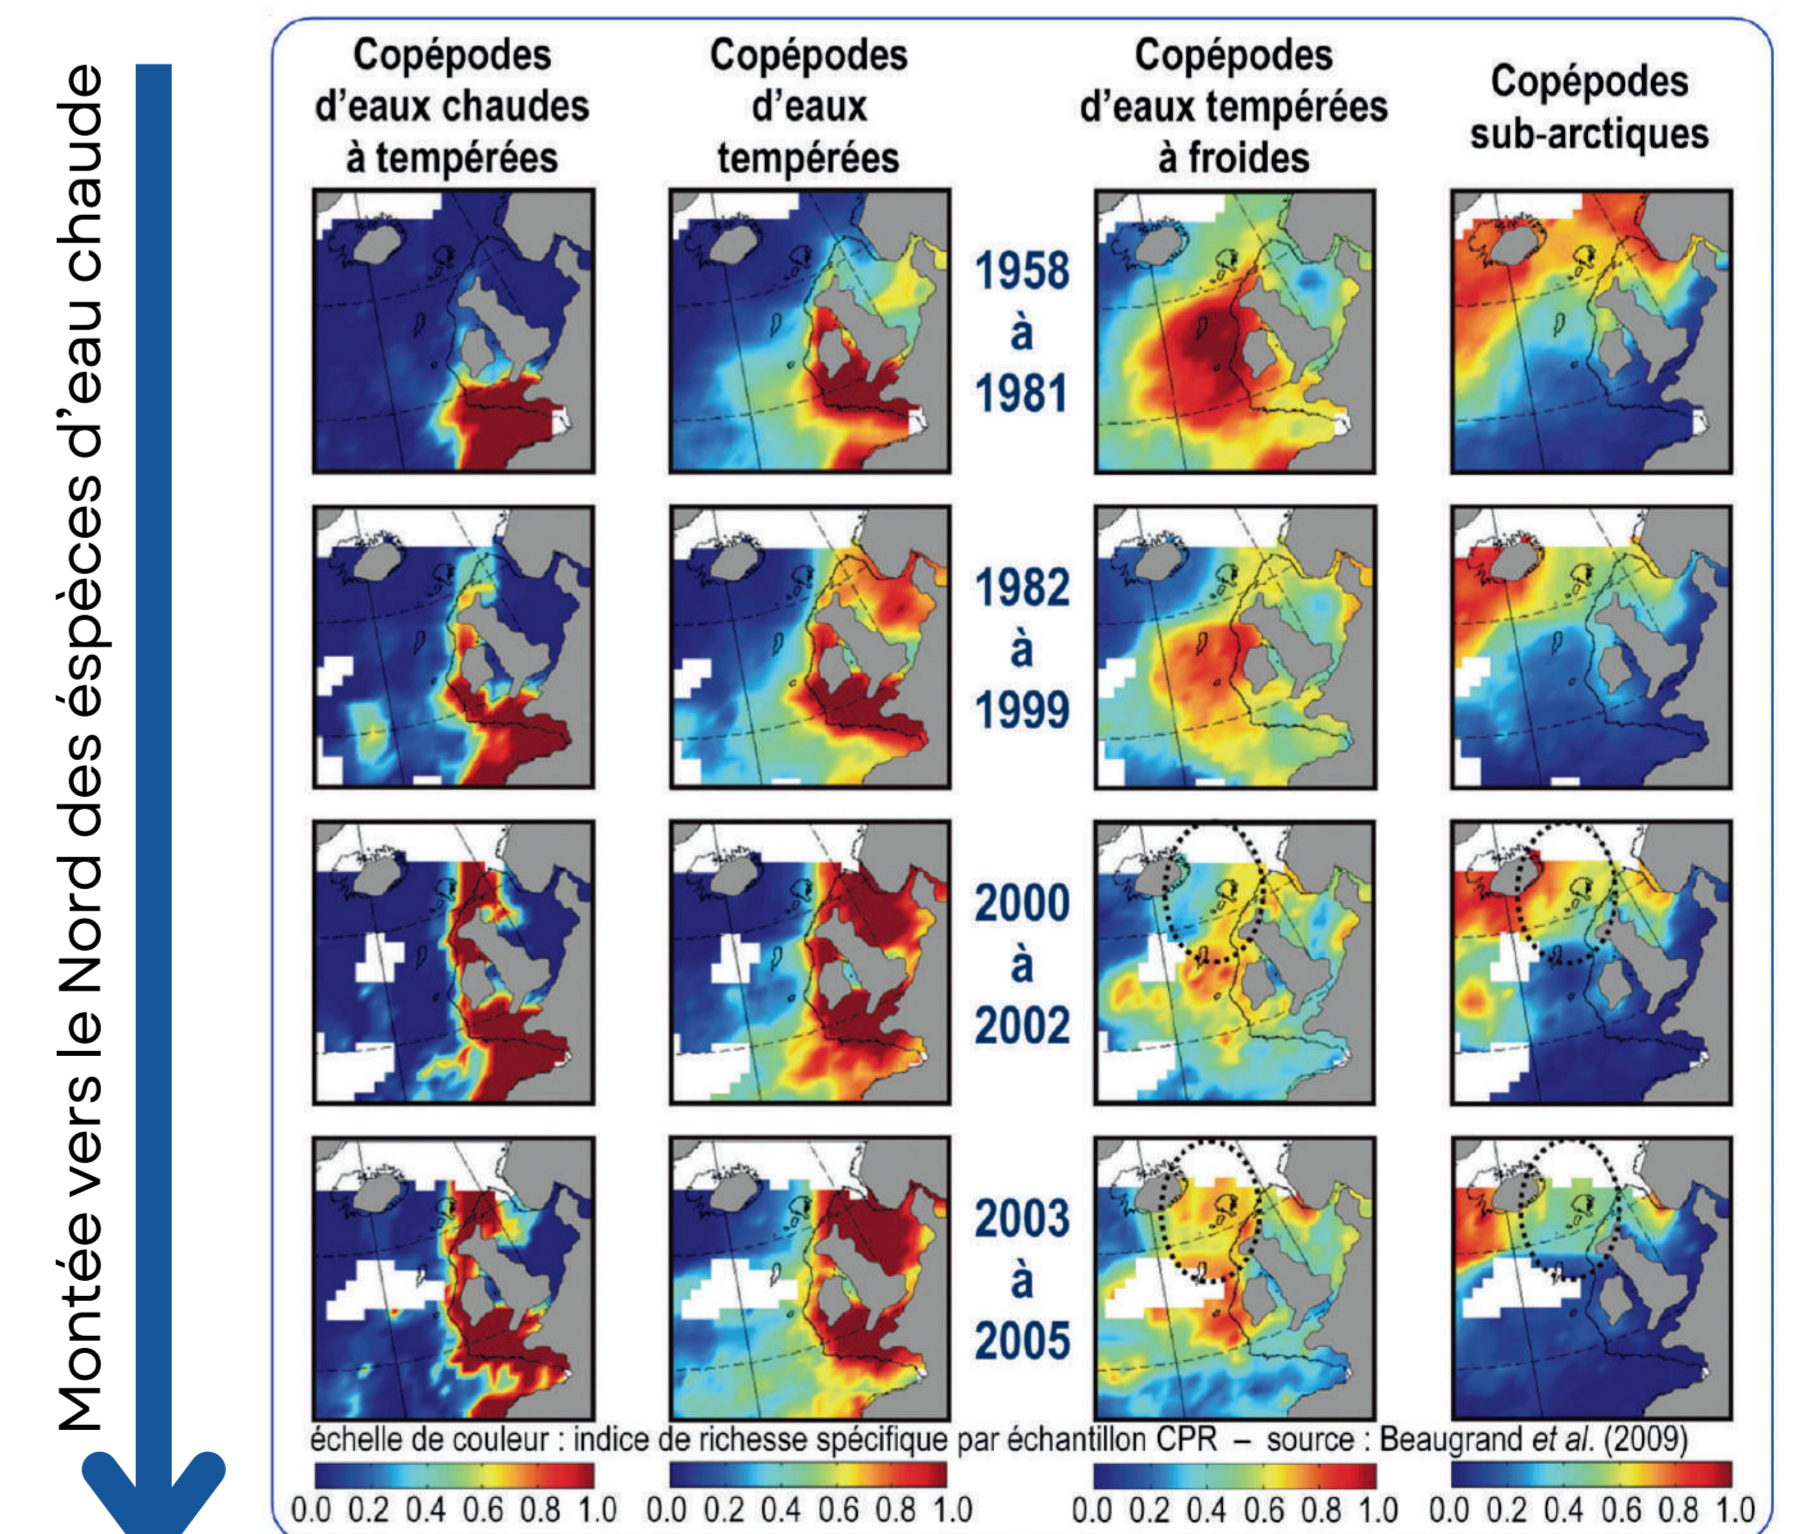 Montée vers le Nord des éspèces d'eau chaude
Copépodes
d'eaux chaudes
à tempérées
Copépodes
d'eaux
tempérées
Copépodes
d'eaux tempérées
à froides
Copépodes
sub-arctiques
1958
à
1981
1982
à
1999
2000
à
2002
2003
à
2005
échelle de couleur : indice de richesse spécifique par échantillon CPR – source : Beaugrand et al. (2009)
0.0 0.2 0.4 0.6 0.8 1.0
0.0 0.2 0.4 0.6 0.8 1.0
0.0 0.2 0.4 0.6 0.8 1.0
0.0 0.2 0.4 0.6 0.8 1.0